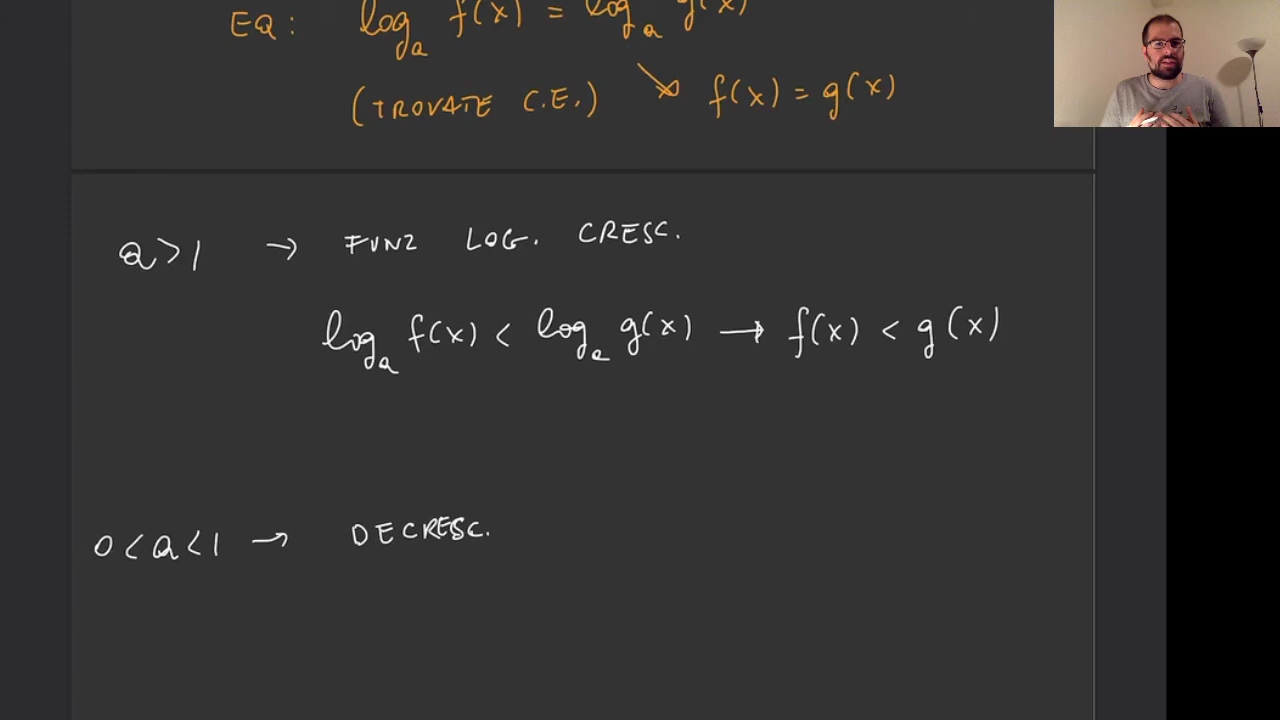 EQ: log_a f(x) = log_a g(x)
(TROVATE C.E.) ↘ f(x) = g(x)
a>1 → FUNZ LOG. CRESC.
log_a f(x) < log_a g(x) → f(x) < g(x)
0<a<1 → DECRESC.